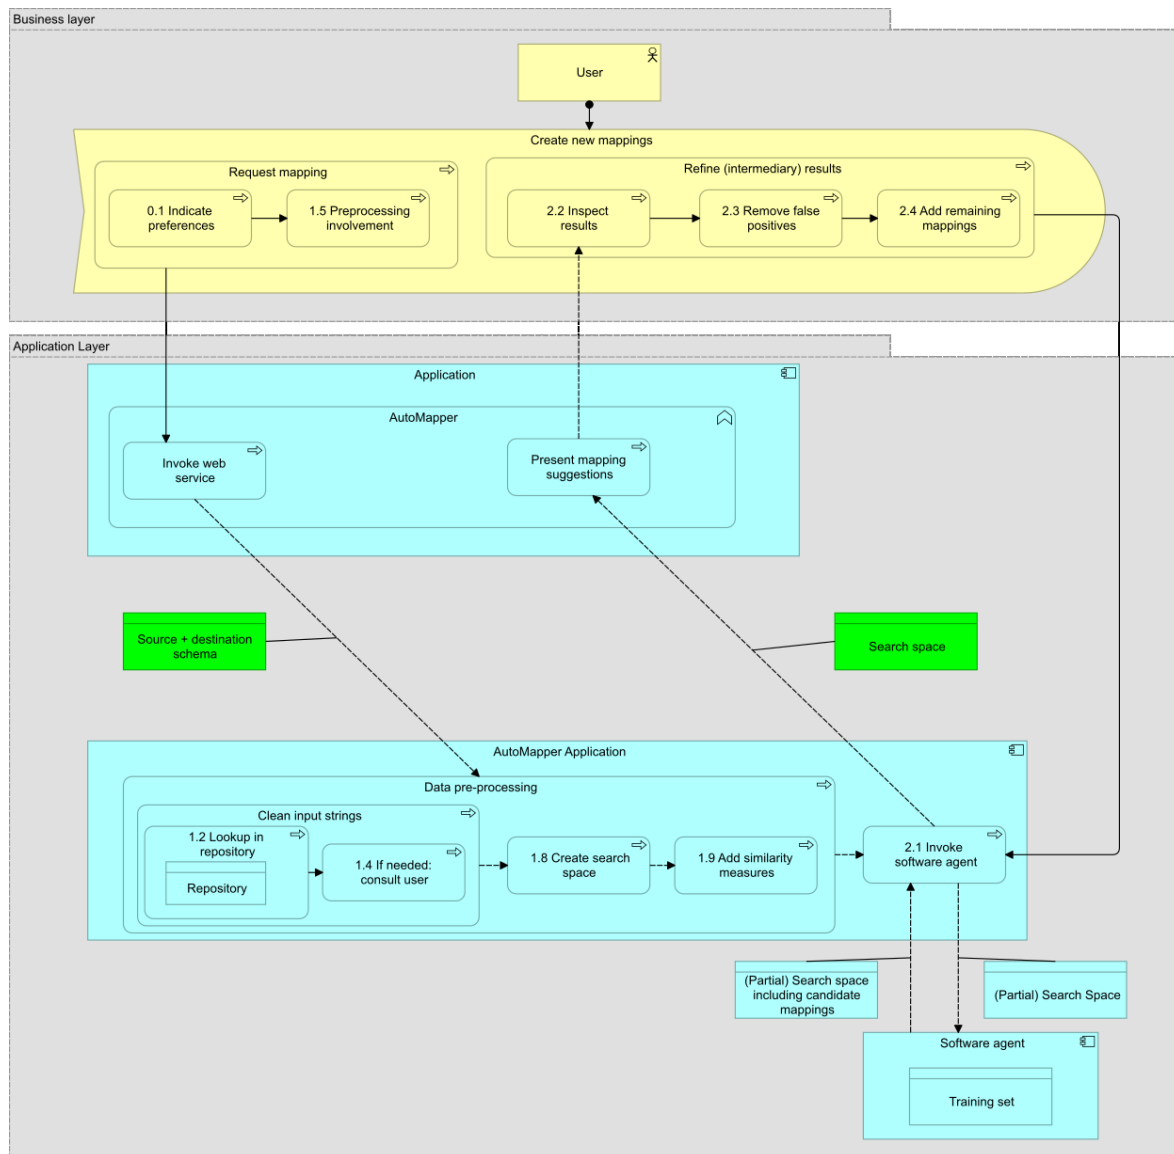 Business layer
User
Create new mappings
Request mapping
0.1 Indicate
preferences
1.5 Preprocessing
involvement
Refine (intermediary) results
2.2 Inspect
results
2.3 Remove false
positives
2.4 Add remaining
mappings
Application Layer
Application
AutoMapper
Invoke web
service
Present mapping
suggestions
Source + destination
schema
Search space
AutoMapper Application
Data pre-processing
Clean input strings
1.2 Lookup in
repository
Repository
1.4 If needed:
consult user
1.8 Create search
space
1.9 Add similarity
measures
2.1 Invoke
software agent
(Partial) Search space
including candidate
mappings
(Partial) Search Space
Software agent
Training set